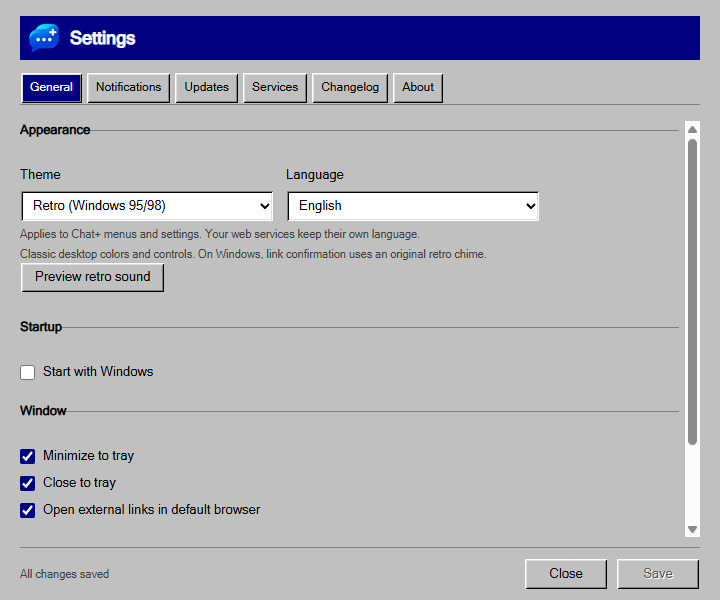 Settings
General Notifications Updates Services Changelog About
Appearance
Theme Language
Retro (Windows 95/98) English
Applies to Chat+ menus and settings. Your web services keep their own language.
Classic desktop colors and controls. On Windows, link confirmation uses an original retro chime.
Preview retro sound
Startup
Start with Windows
Window
Minimize to tray
Close to tray
Open external links in default browser
All changes saved Close Save